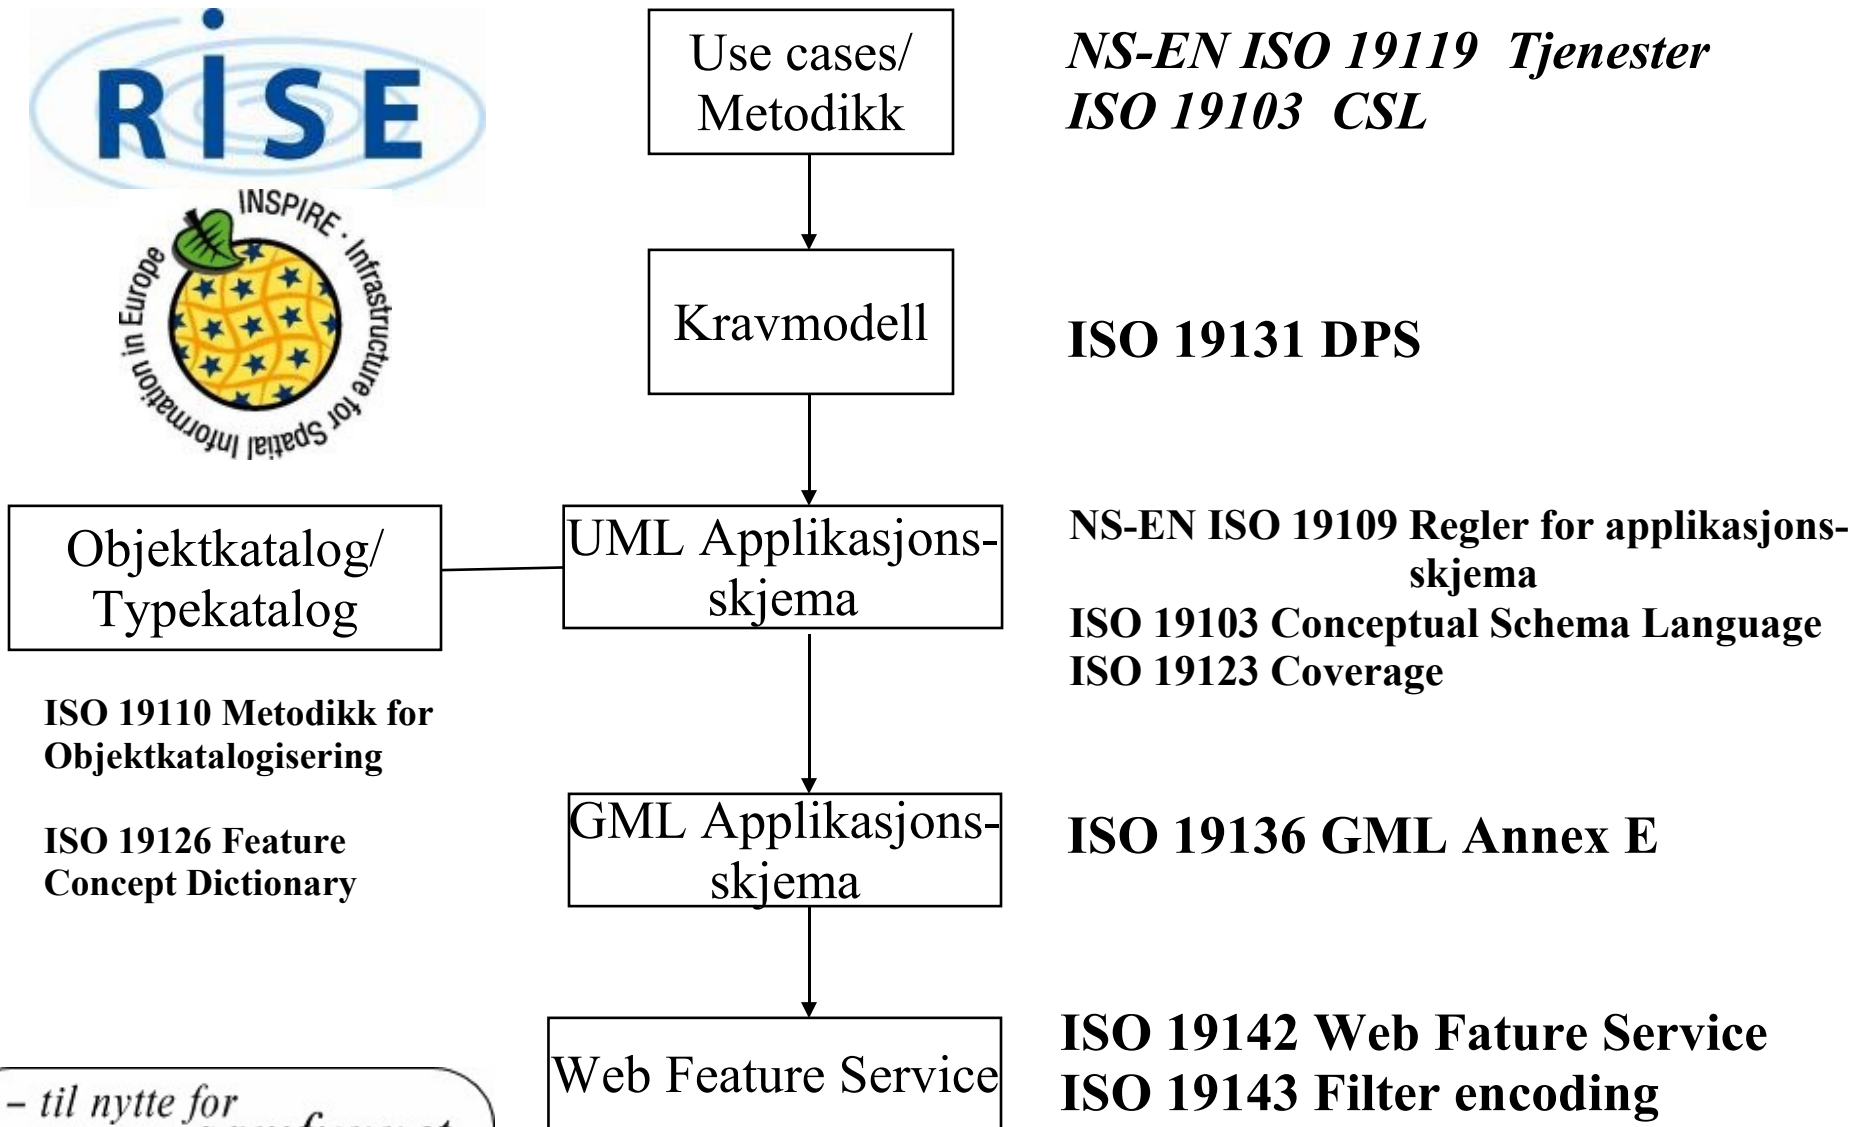 RISE
INSPIRE · Infrastructure for Spatial Information in Europe
Use cases/
Metodikk
NS-EN ISO 19119 Tjenester
ISO 19103 CSL
Kravmodell
ISO 19131 DPS
Objektkatalog/
Typekatalog
UML Applikasjons-
skjema
NS-EN ISO 19109 Regler for applikasjons-
skjema
ISO 19103 Conceptual Schema Language
ISO 19123 Coverage
ISO 19110 Metodikk for
Objektkatalogisering
ISO 19126 Feature
Concept Dictionary
GML Applikasjons-
skjema
ISO 19136 GML Annex E
Web Feature Service
ISO 19142 Web Fature Service
ISO 19143 Filter encoding
– til nytte for